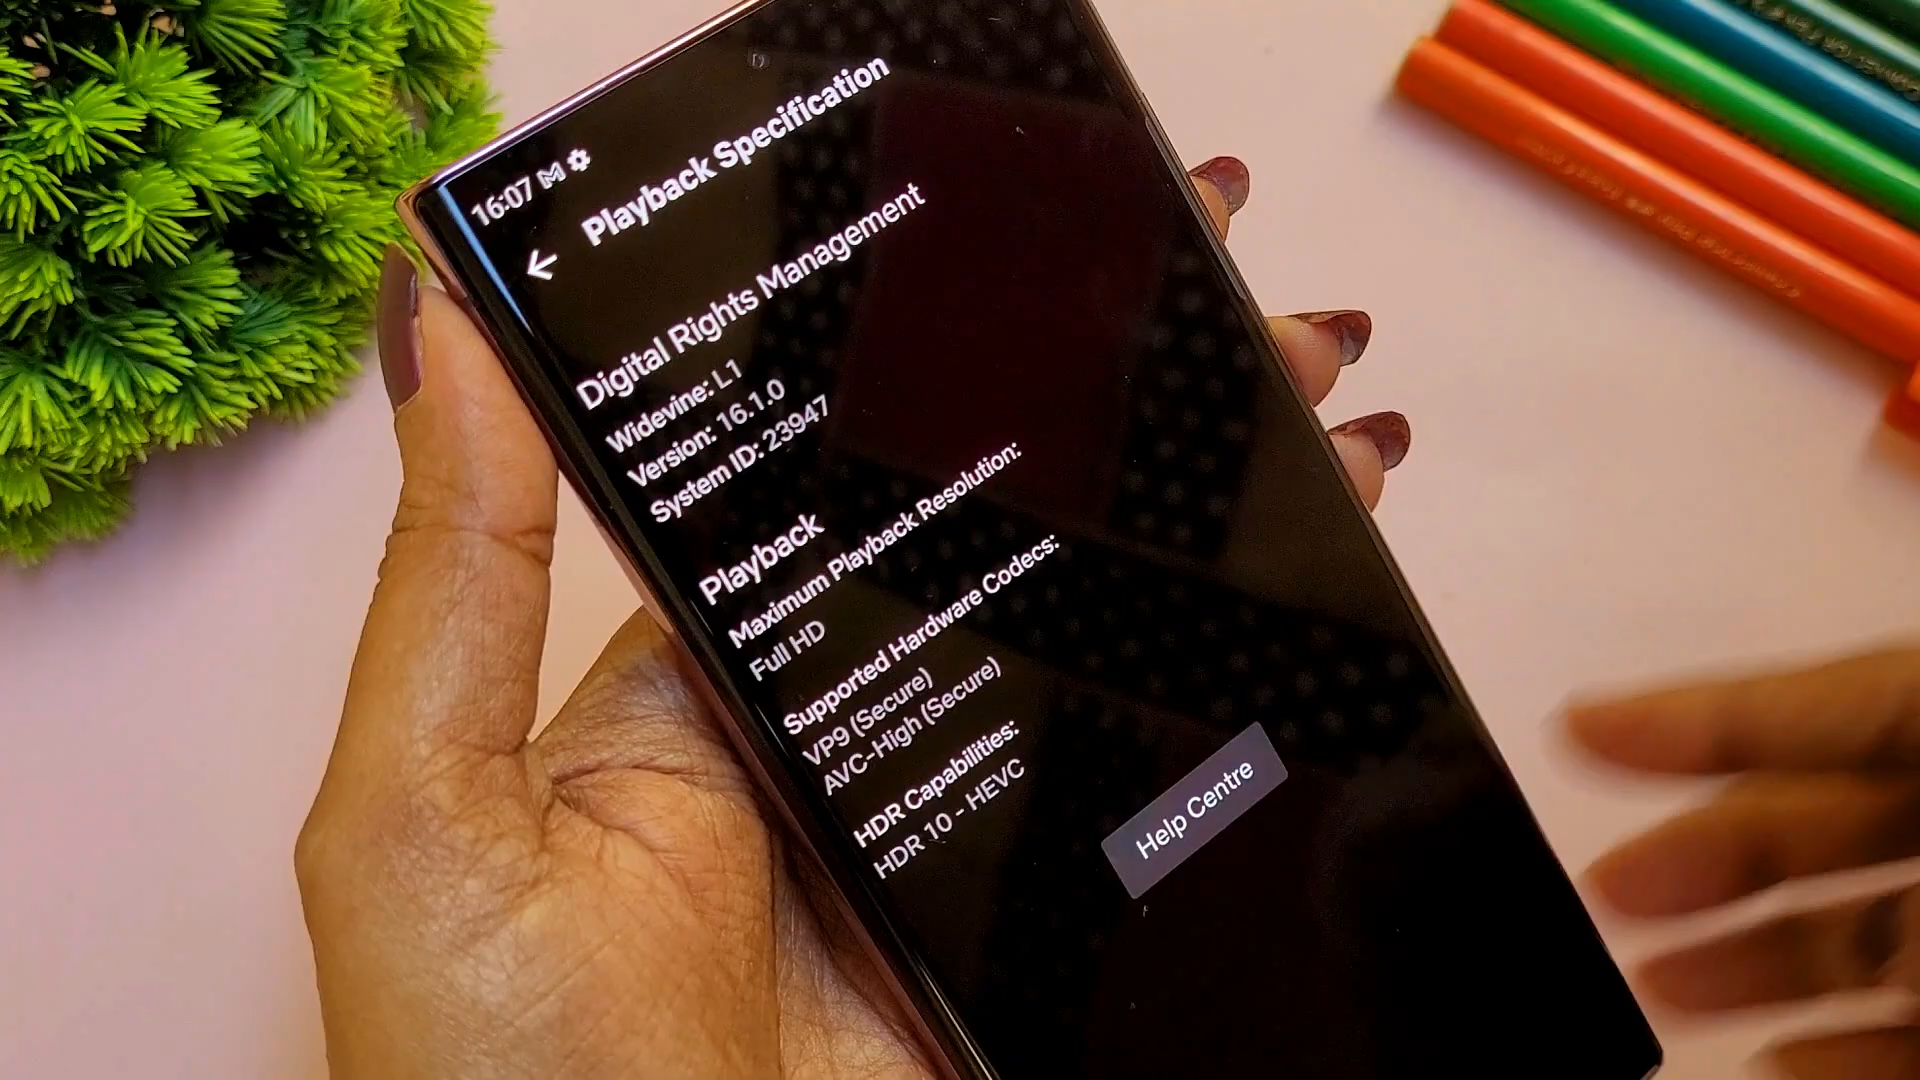 16:07
Playback Specification
Digital Rights Management
Widevine: L1
Version: 16.1.0
System ID: 23947
Playback
Maximum Playback Resolution:
Full HD
Supported Hardware Codecs:
VP9 (Secure)
AVC-High (Secure)
HDR Capabilities:
HDR 10 - HEVC
Help Centre